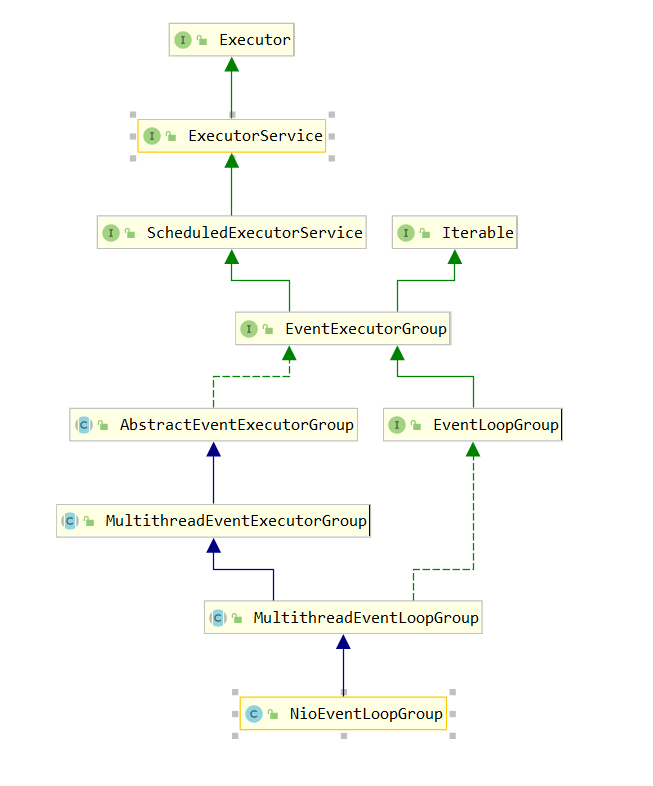 I Executor
I ExecutorService
I ScheduledExecutorService
I Iterable
I EventExecutorGroup
C AbstractEventExecutorGroup
I EventLoopGroup
C MultithreadEventExecutorGroup
C MultithreadEventLoopGroup
C NioEventLoopGroup